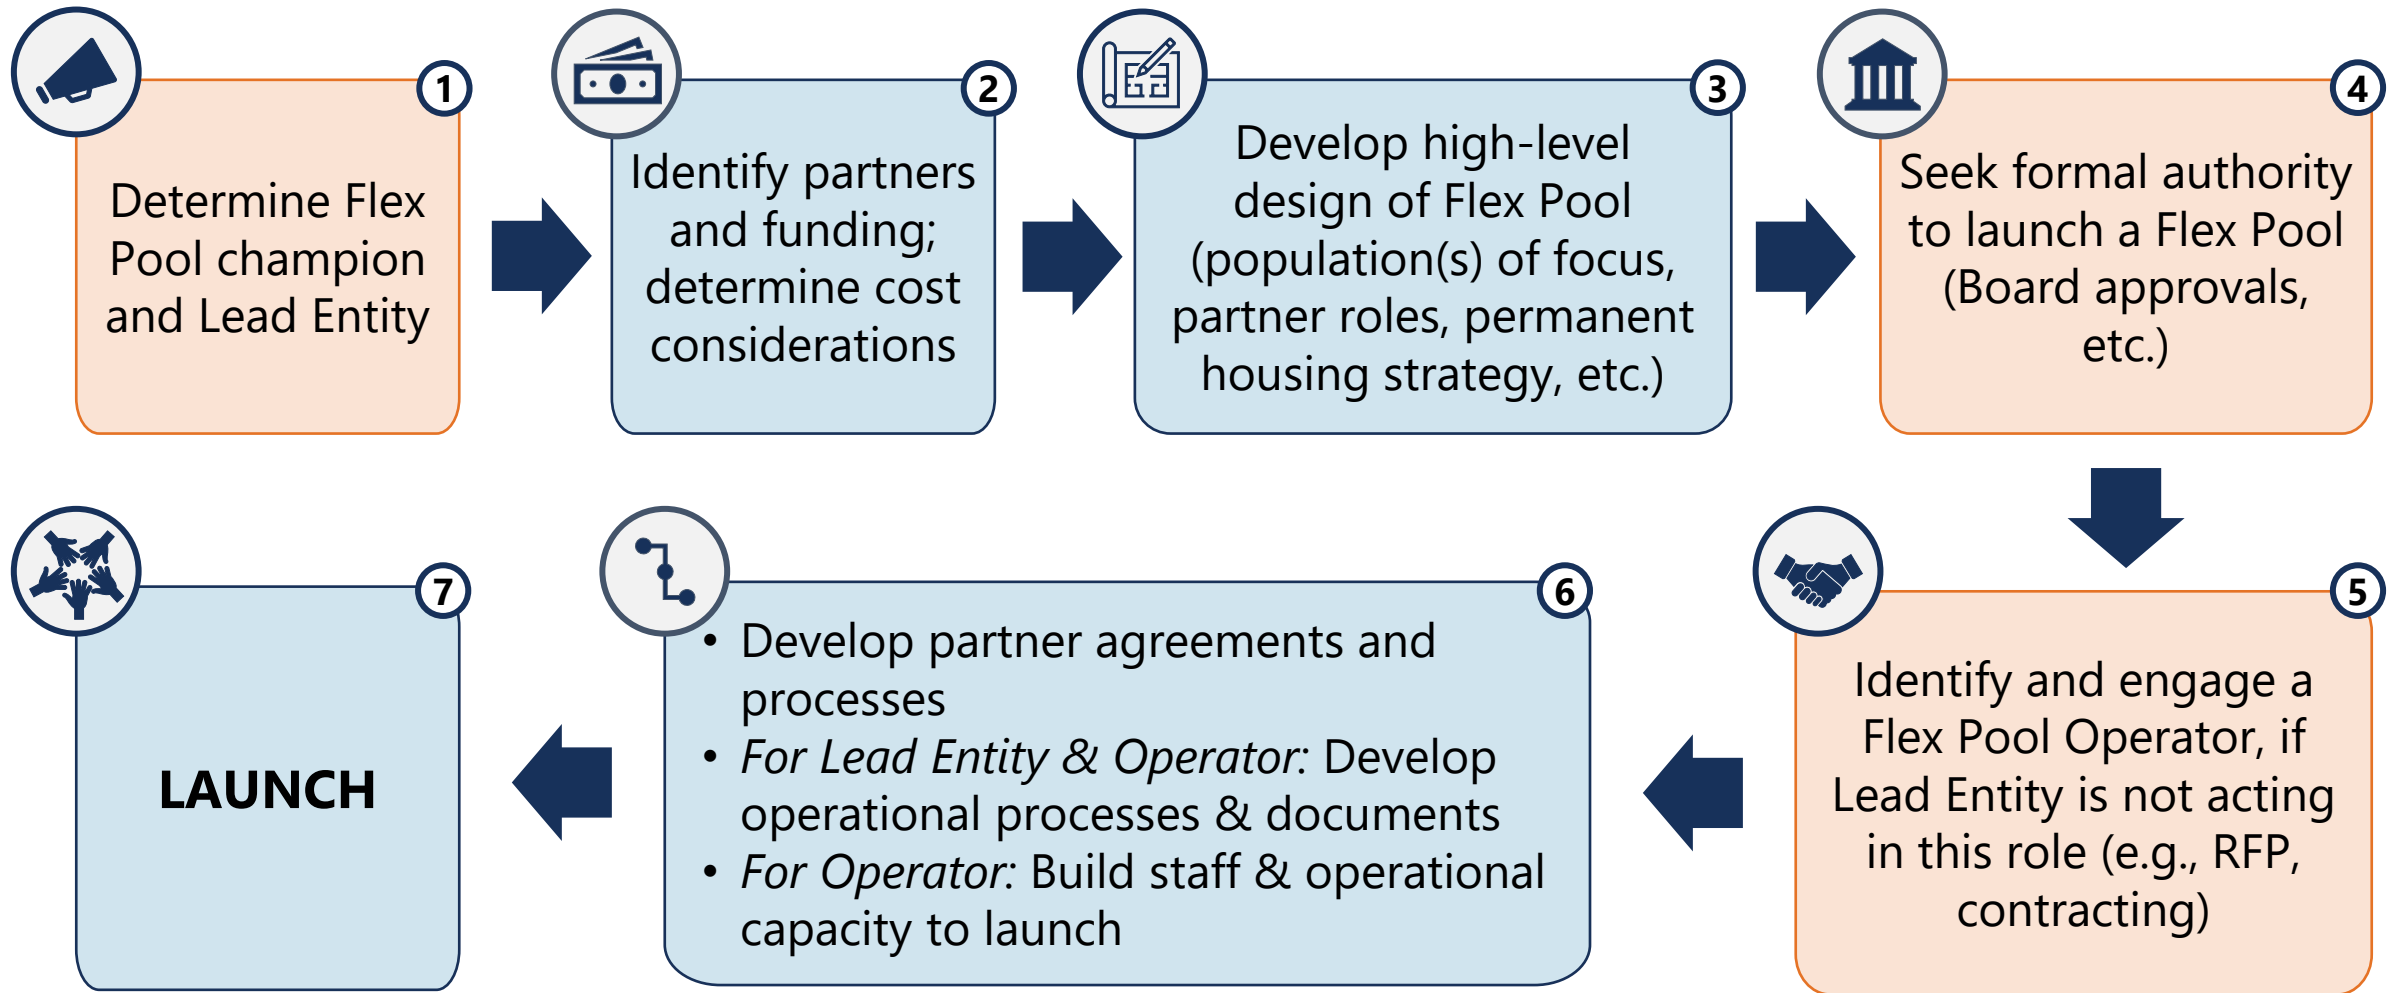 1
Determine Flex
Pool champion
and Lead Entity
2
Identify partners
and funding;
determine cost
considerations
3
Develop high-level
design of Flex Pool
(population(s) of focus,
partner roles, permanent
housing strategy, etc.)
4
Seek formal authority
to launch a Flex Pool
(Board approvals,
etc.)
5
Identify and engage a
Flex Pool Operator, if
Lead Entity is not acting
in this role (e.g., RFP,
contracting)
6
• Develop partner agreements and
processes
• For Lead Entity & Operator: Develop
operational processes & documents
• For Operator: Build staff & operational
capacity to launch
7
LAUNCH